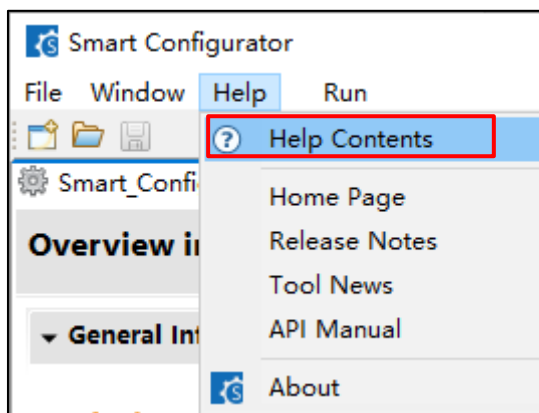 Smart Configurator
File Window Help Run
Help Contents
Smart_Confi
Home Page
Overview i
Release Notes
Tool News
General Inf
API Manual
About